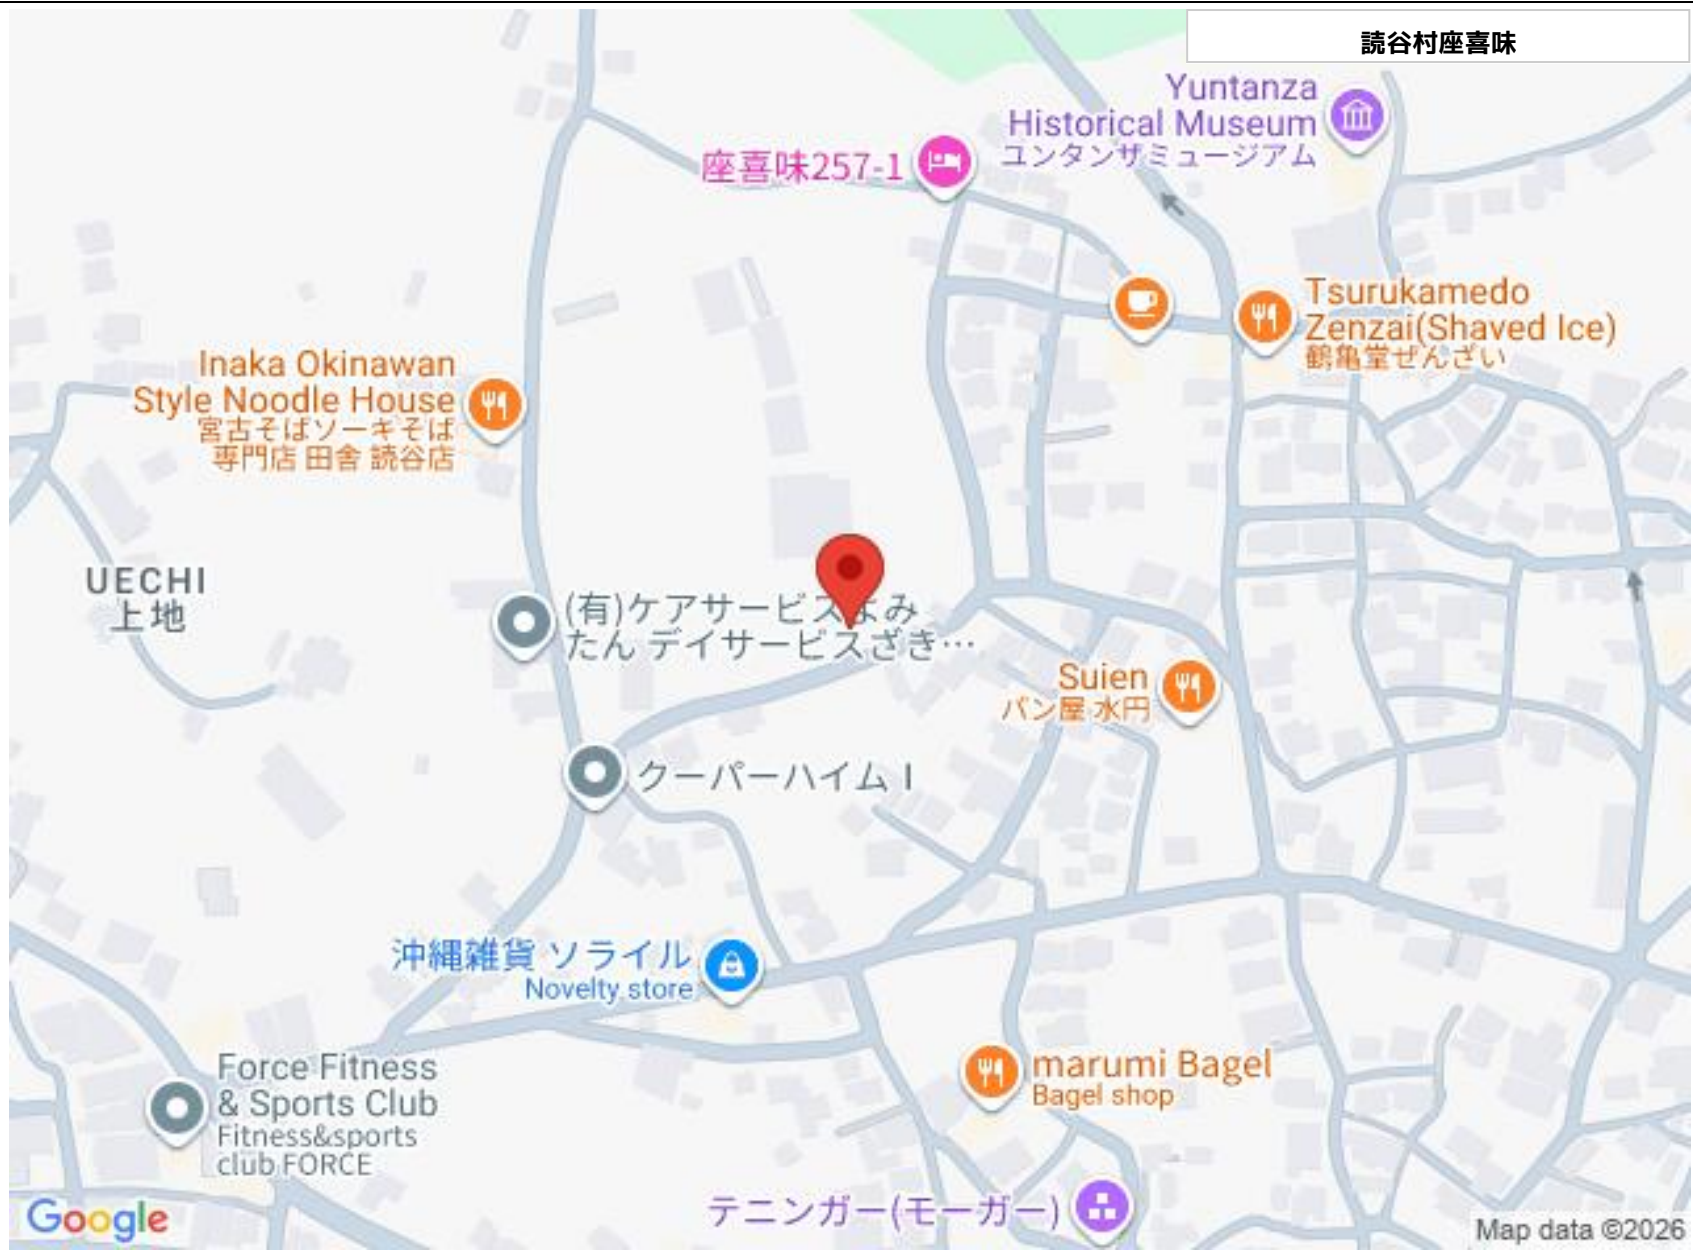 読谷村座喜味
Yuntanza
Historical Museum
ユンタンザミュージアム
座喜味257-1
Tsurukamedo
Zenzai(Shaved Ice)
鶴亀堂ぜんざい
Inaka Okinawan
Style Noodle House
宮古そばソーキそば
専門店 田舎 読谷店
UECHI
上地
(有)ケアサービスよみ
たん デイサービスざき…
Suien
パン屋 水円
クーパーハイム I
沖縄雑貨 ソライル
Novelty store
Force Fitness
& Sports Club
Fitness&sports
club FORCE
marumi Bagel
Bagel shop
テニンガー(モーガー)
Google
Map data ©2026